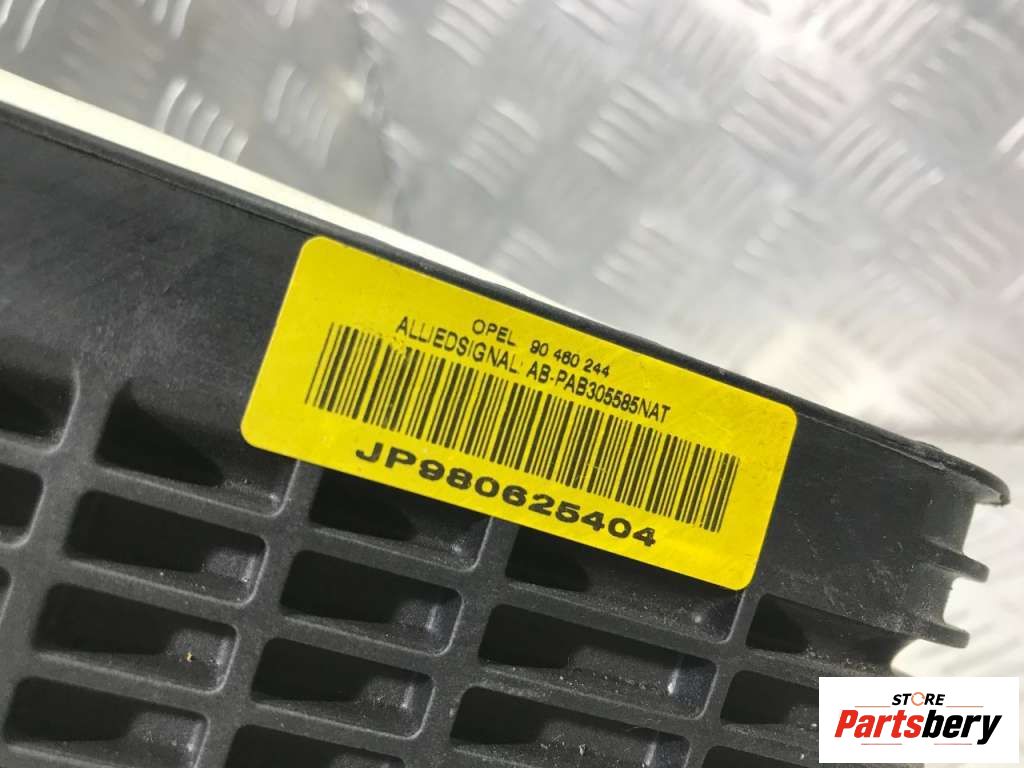 OPEL 90 460 244
ALLIEDSIGNAL: AB-PAB305585NAT
JP980625404
STORE
Partsbery